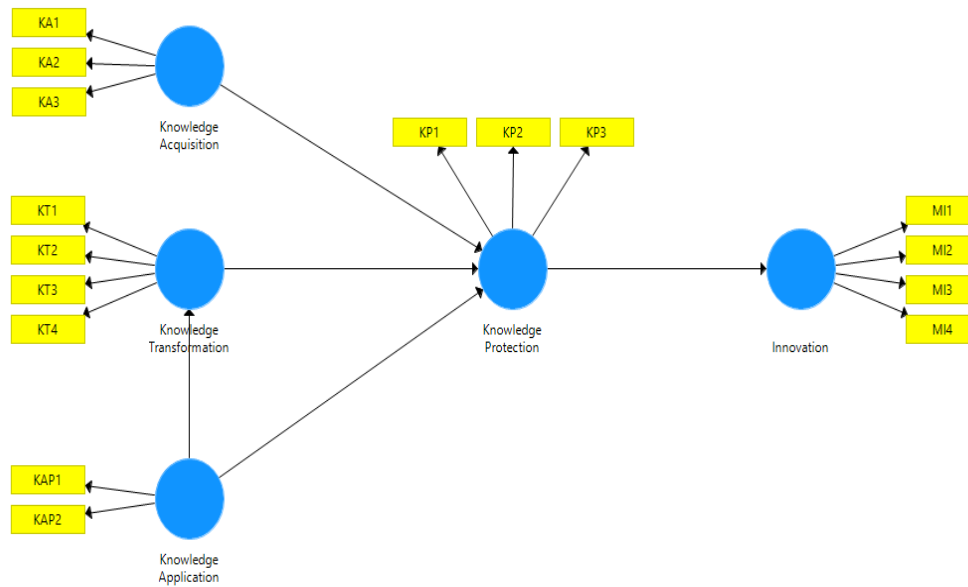 KA1
KA2
KA3
Knowledge
Acquisition
KP1
KP2
KP3
KT1
KT2
KT3
KT4
Knowledge
Transformation
Knowledge
Protection
MI1
MI2
MI3
MI4
Innovation
KAP1
KAP2
Knowledge
Application